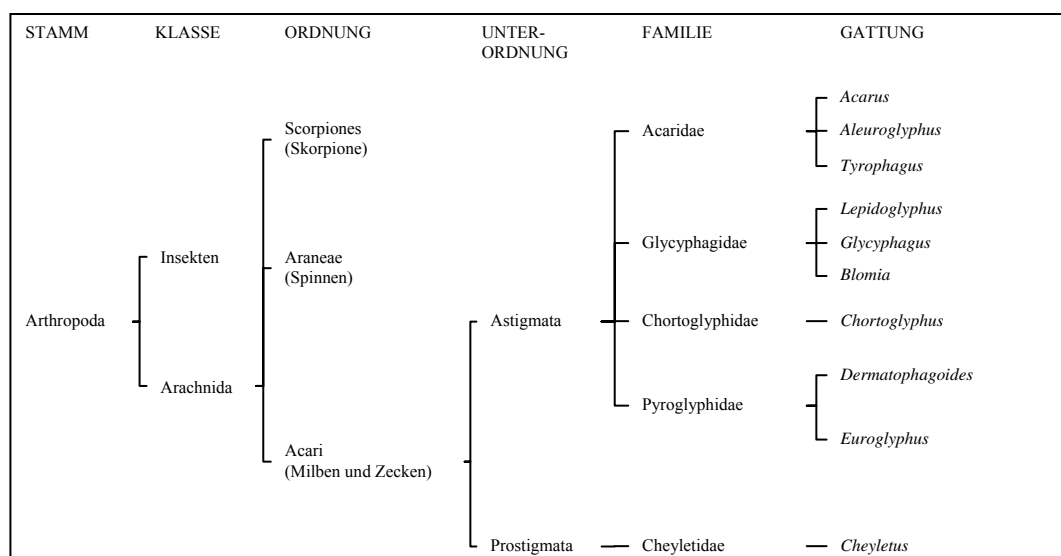 STAMM KLASSE ORDNUNG UNTER- FAMILIE GATTUNG
ORDNUNG
Acarus
Scorpiones
(Skorpione)
Acaridae
Aleuroglyphus
Tyrophagus
Lepidoglyphus
Insekten
Araneae
(Spinnen)
Glycyphagidae
Glycyphagus
Blomia
Arthropoda
Astigmata
Chortoglyphidae
Chortoglyphus
Arachnida
Dermatophagoides
Pyroglyphidae
Euroglyphus
Acari
(Milben und Zecken)
Prostigmata
Cheyletidae
Cheyletus